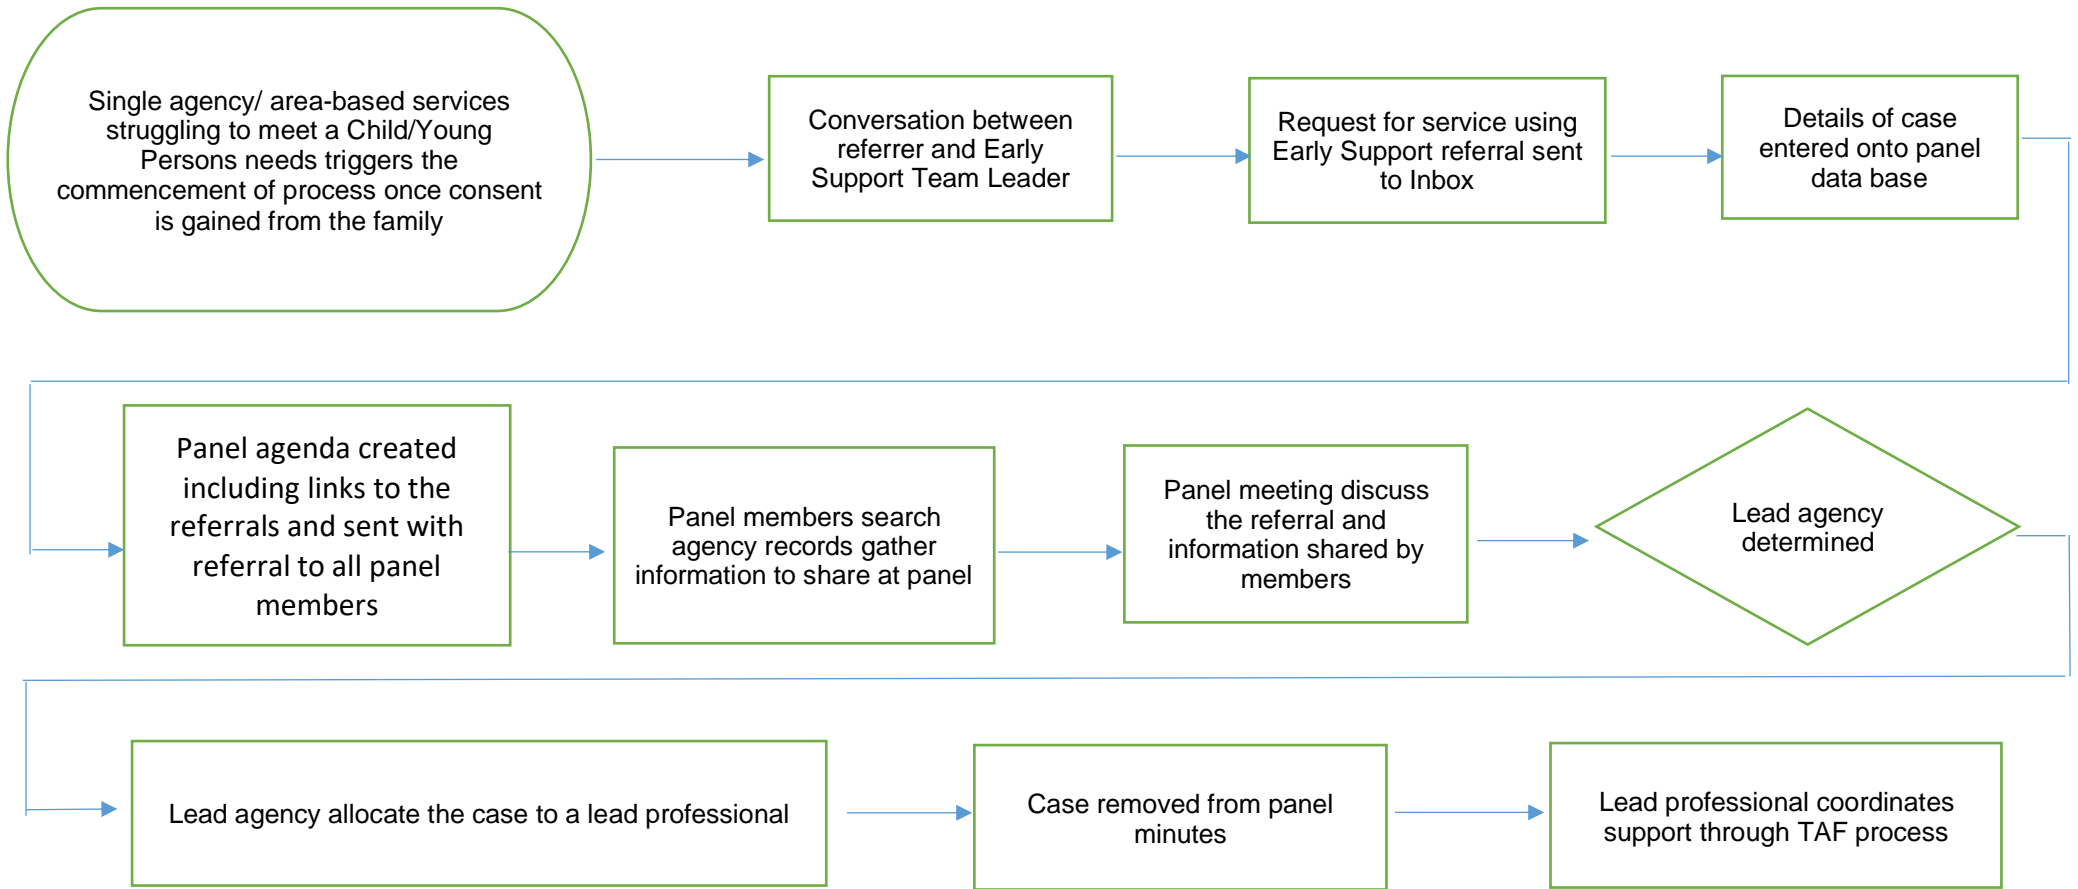 Single agency/ area-based services
struggling to meet a Child/Young
Persons needs triggers the
commencement of process once consent
is gained from the family
Conversation between
referrer and Early
Support Team Leader
Request for service using
Early Support referral sent
to Inbox
Details of case
entered onto panel
data base
Panel agenda created
including links to the
referrals and sent with
referral to all panel
members
Panel members search
agency records gather
information to share at panel
Panel meeting discuss
the referral and
information shared by
members
Lead agency
determined
Lead agency allocate the case to a lead professional
Case removed from panel
minutes
Lead professional coordinates
support through TAF process